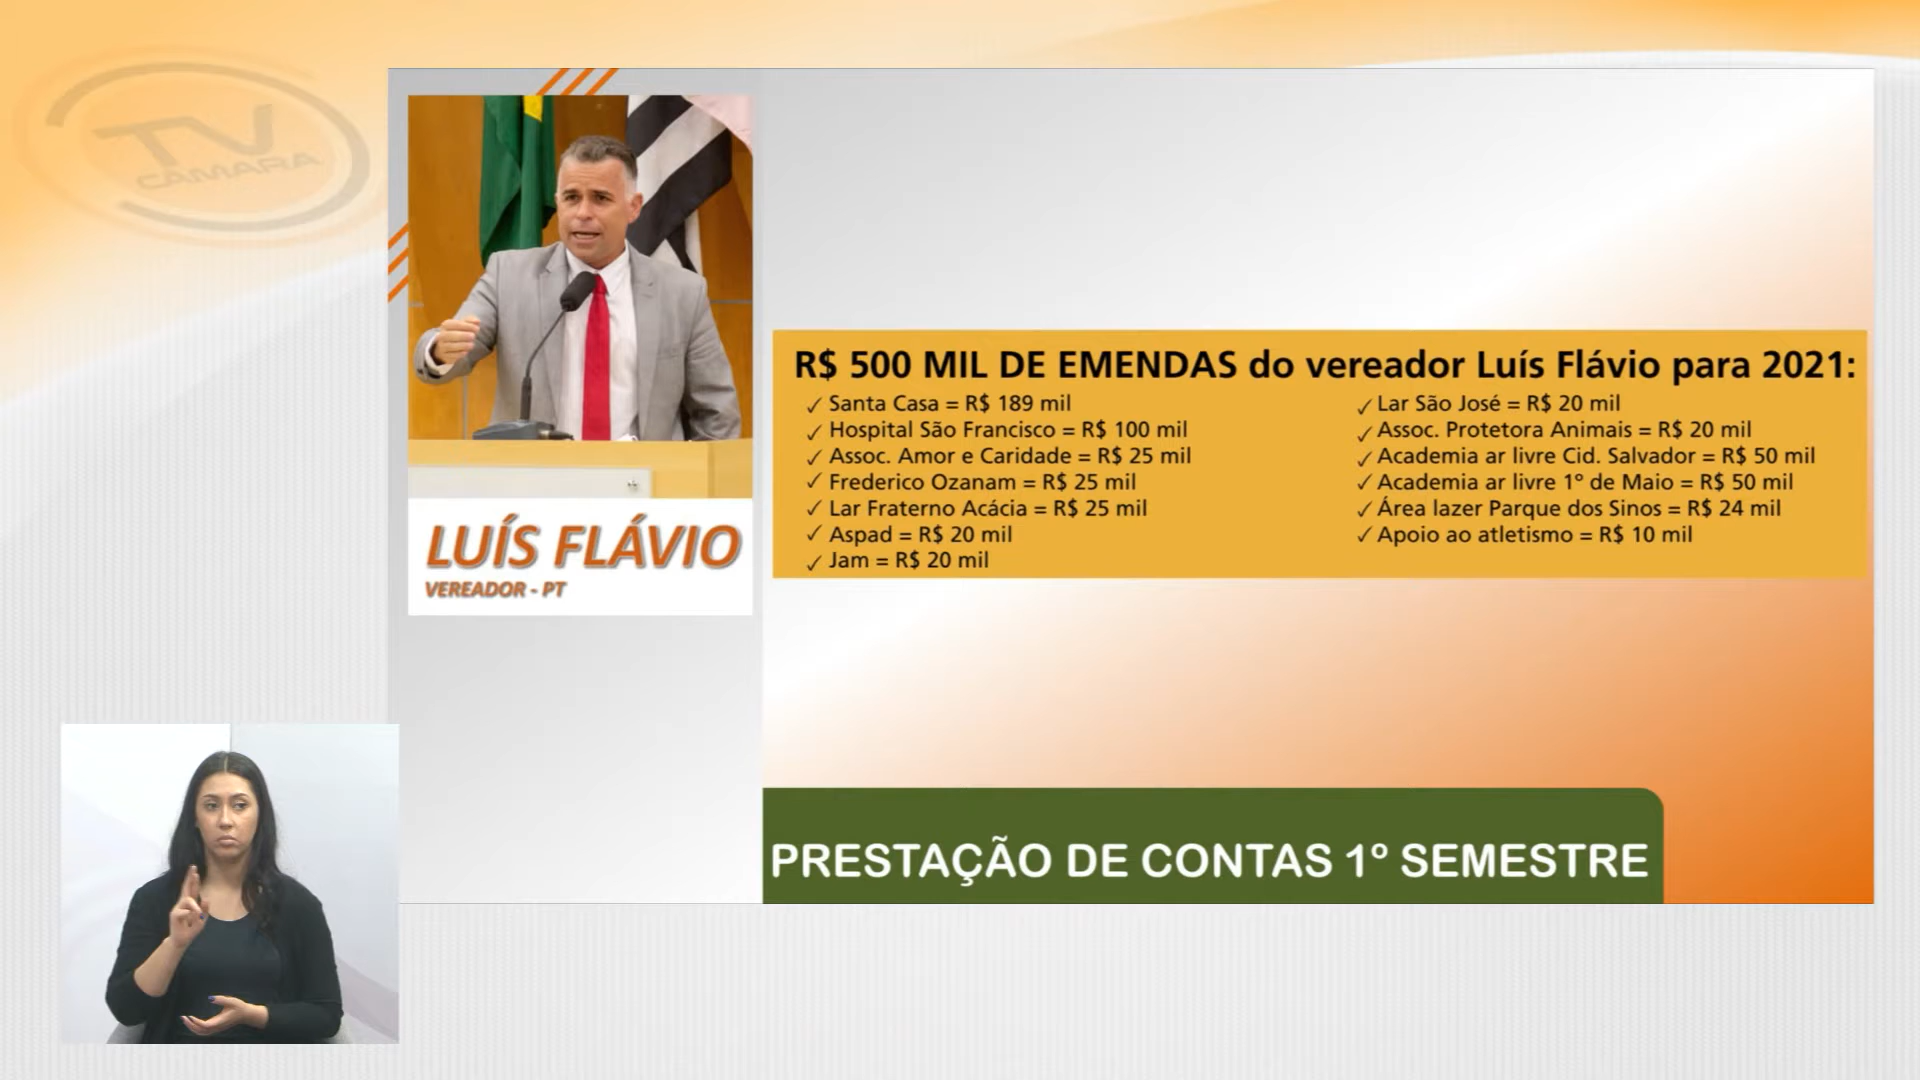 TV
CÂMARA
LUÍS FLÁVIO
VEREADOR - PT
R$ 500 MIL DE EMENDAS do vereador Luís Flávio para 2021:
✓ Santa Casa = R$ 189 mil
✓ Hospital São Francisco = R$ 100 mil
✓ Assoc. Amor e Caridade = R$ 25 mil
✓ Frederico Ozanam = R$ 25 mil
✓ Lar Fraterno Acácia = R$ 25 mil
✓ Aspad = R$ 20 mil
✓ Jam = R$ 20 mil
✓ Lar São José = R$ 20 mil
✓ Assoc. Protetora Animais = R$ 20 mil
✓ Academia ar livre Cid. Salvador = R$ 50 mil
✓ Academia ar livre 1º de Maio = R$ 50 mil
✓ Área lazer Parque dos Sinos = R$ 24 mil
✓ Apoio ao atletismo = R$ 10 mil
PRESTAÇÃO DE CONTAS 1º SEMESTRE